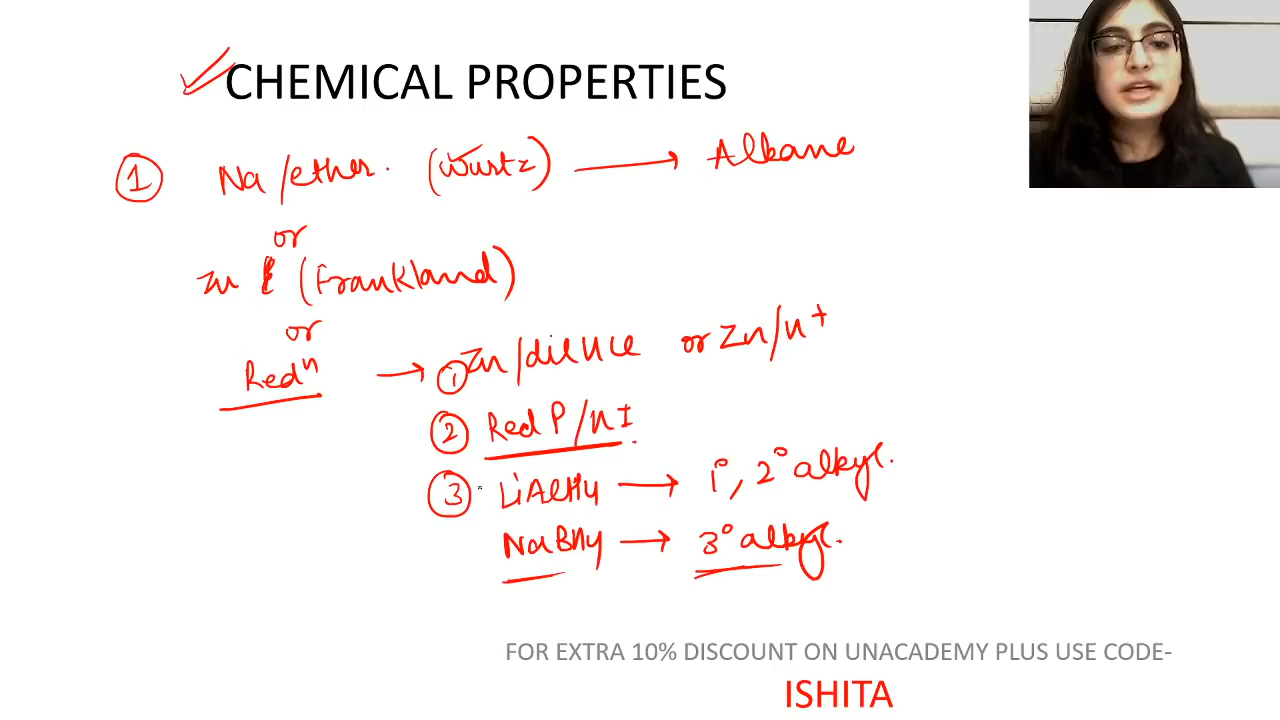 CHEMICAL PROPERTIES
① Na/ether. (Wurtz) → Alkane
or
Zn (Frankland)
or
Redⁿ → ① Zn/dil HCl or Zn/H+
② Red P/HI.
③ LiAlH4 → 1°, 2° alkyl.
NaBH4 → 3° alkyl.
FOR EXTRA 10% DISCOUNT ON UNACADEMY PLUS USE CODE-
ISHITA